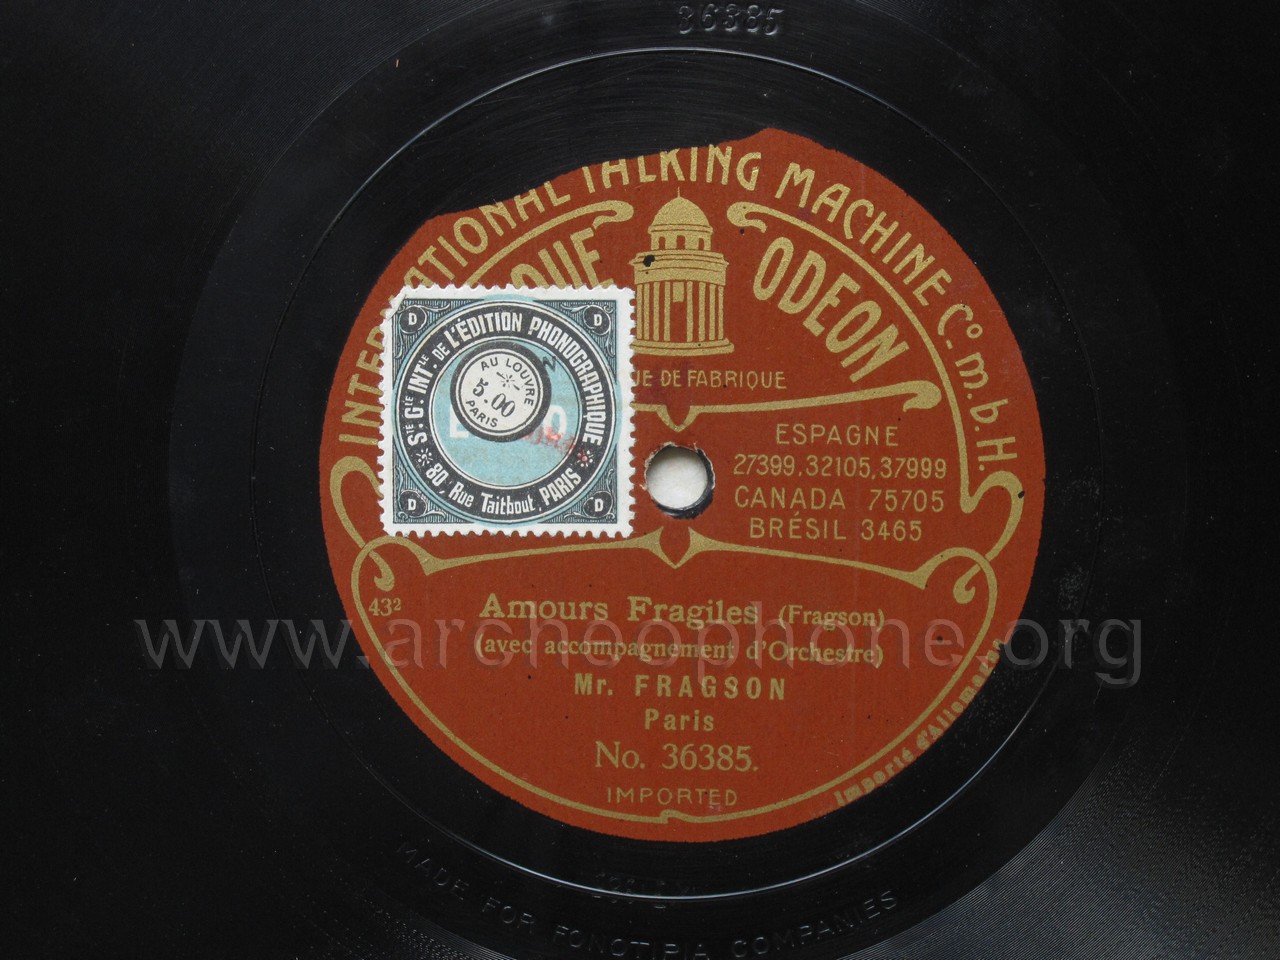 36385
INTERNATIONAL TALKING MACHINE Co. m. b. H.
ODEON
UE DE FABRIQUE
Sté Gle INTle DE L'ÉDITION PHONOGRAPHIQUE
80, Rue Taitbout, PARIS
D D
D D
AU LOUVRE
5.00
PARIS
ESPAGNE
27399, 32105, 37999
CANADA 75705
BRÉSIL 3465
432
Amours Fragiles (Fragson)
(avec accompagnement d'Orchestre)
Mr. FRAGSON
Paris
No. 36385.
IMPORTED
Importé d'Allemagne
MADE FOR FONOTIPIA COMPANIES
www.archeophone.org